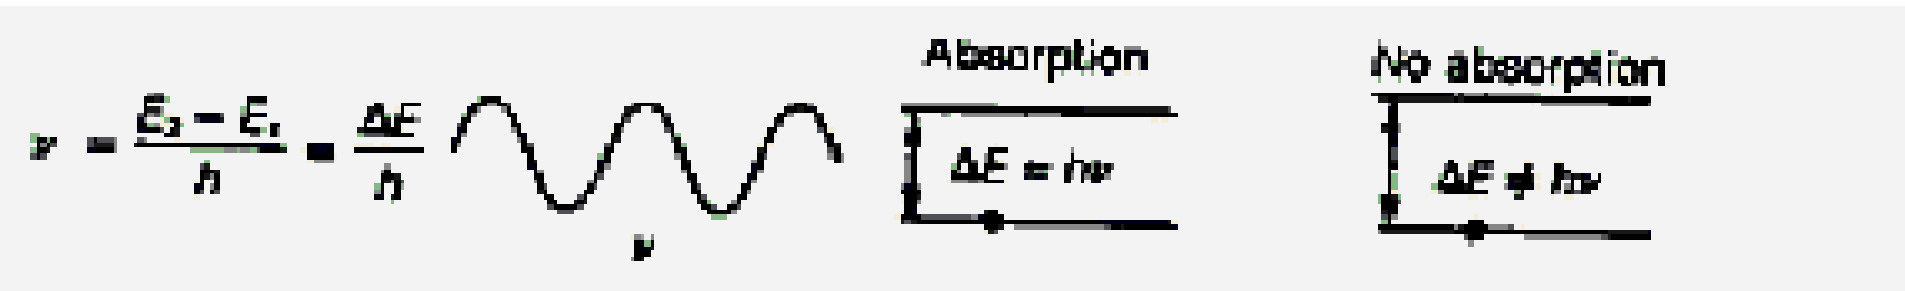 Absorption
No absorption
ν = E₂ − E₁ / h = ΔE / h
ΔE = hν
ΔE ≠ hν
ν